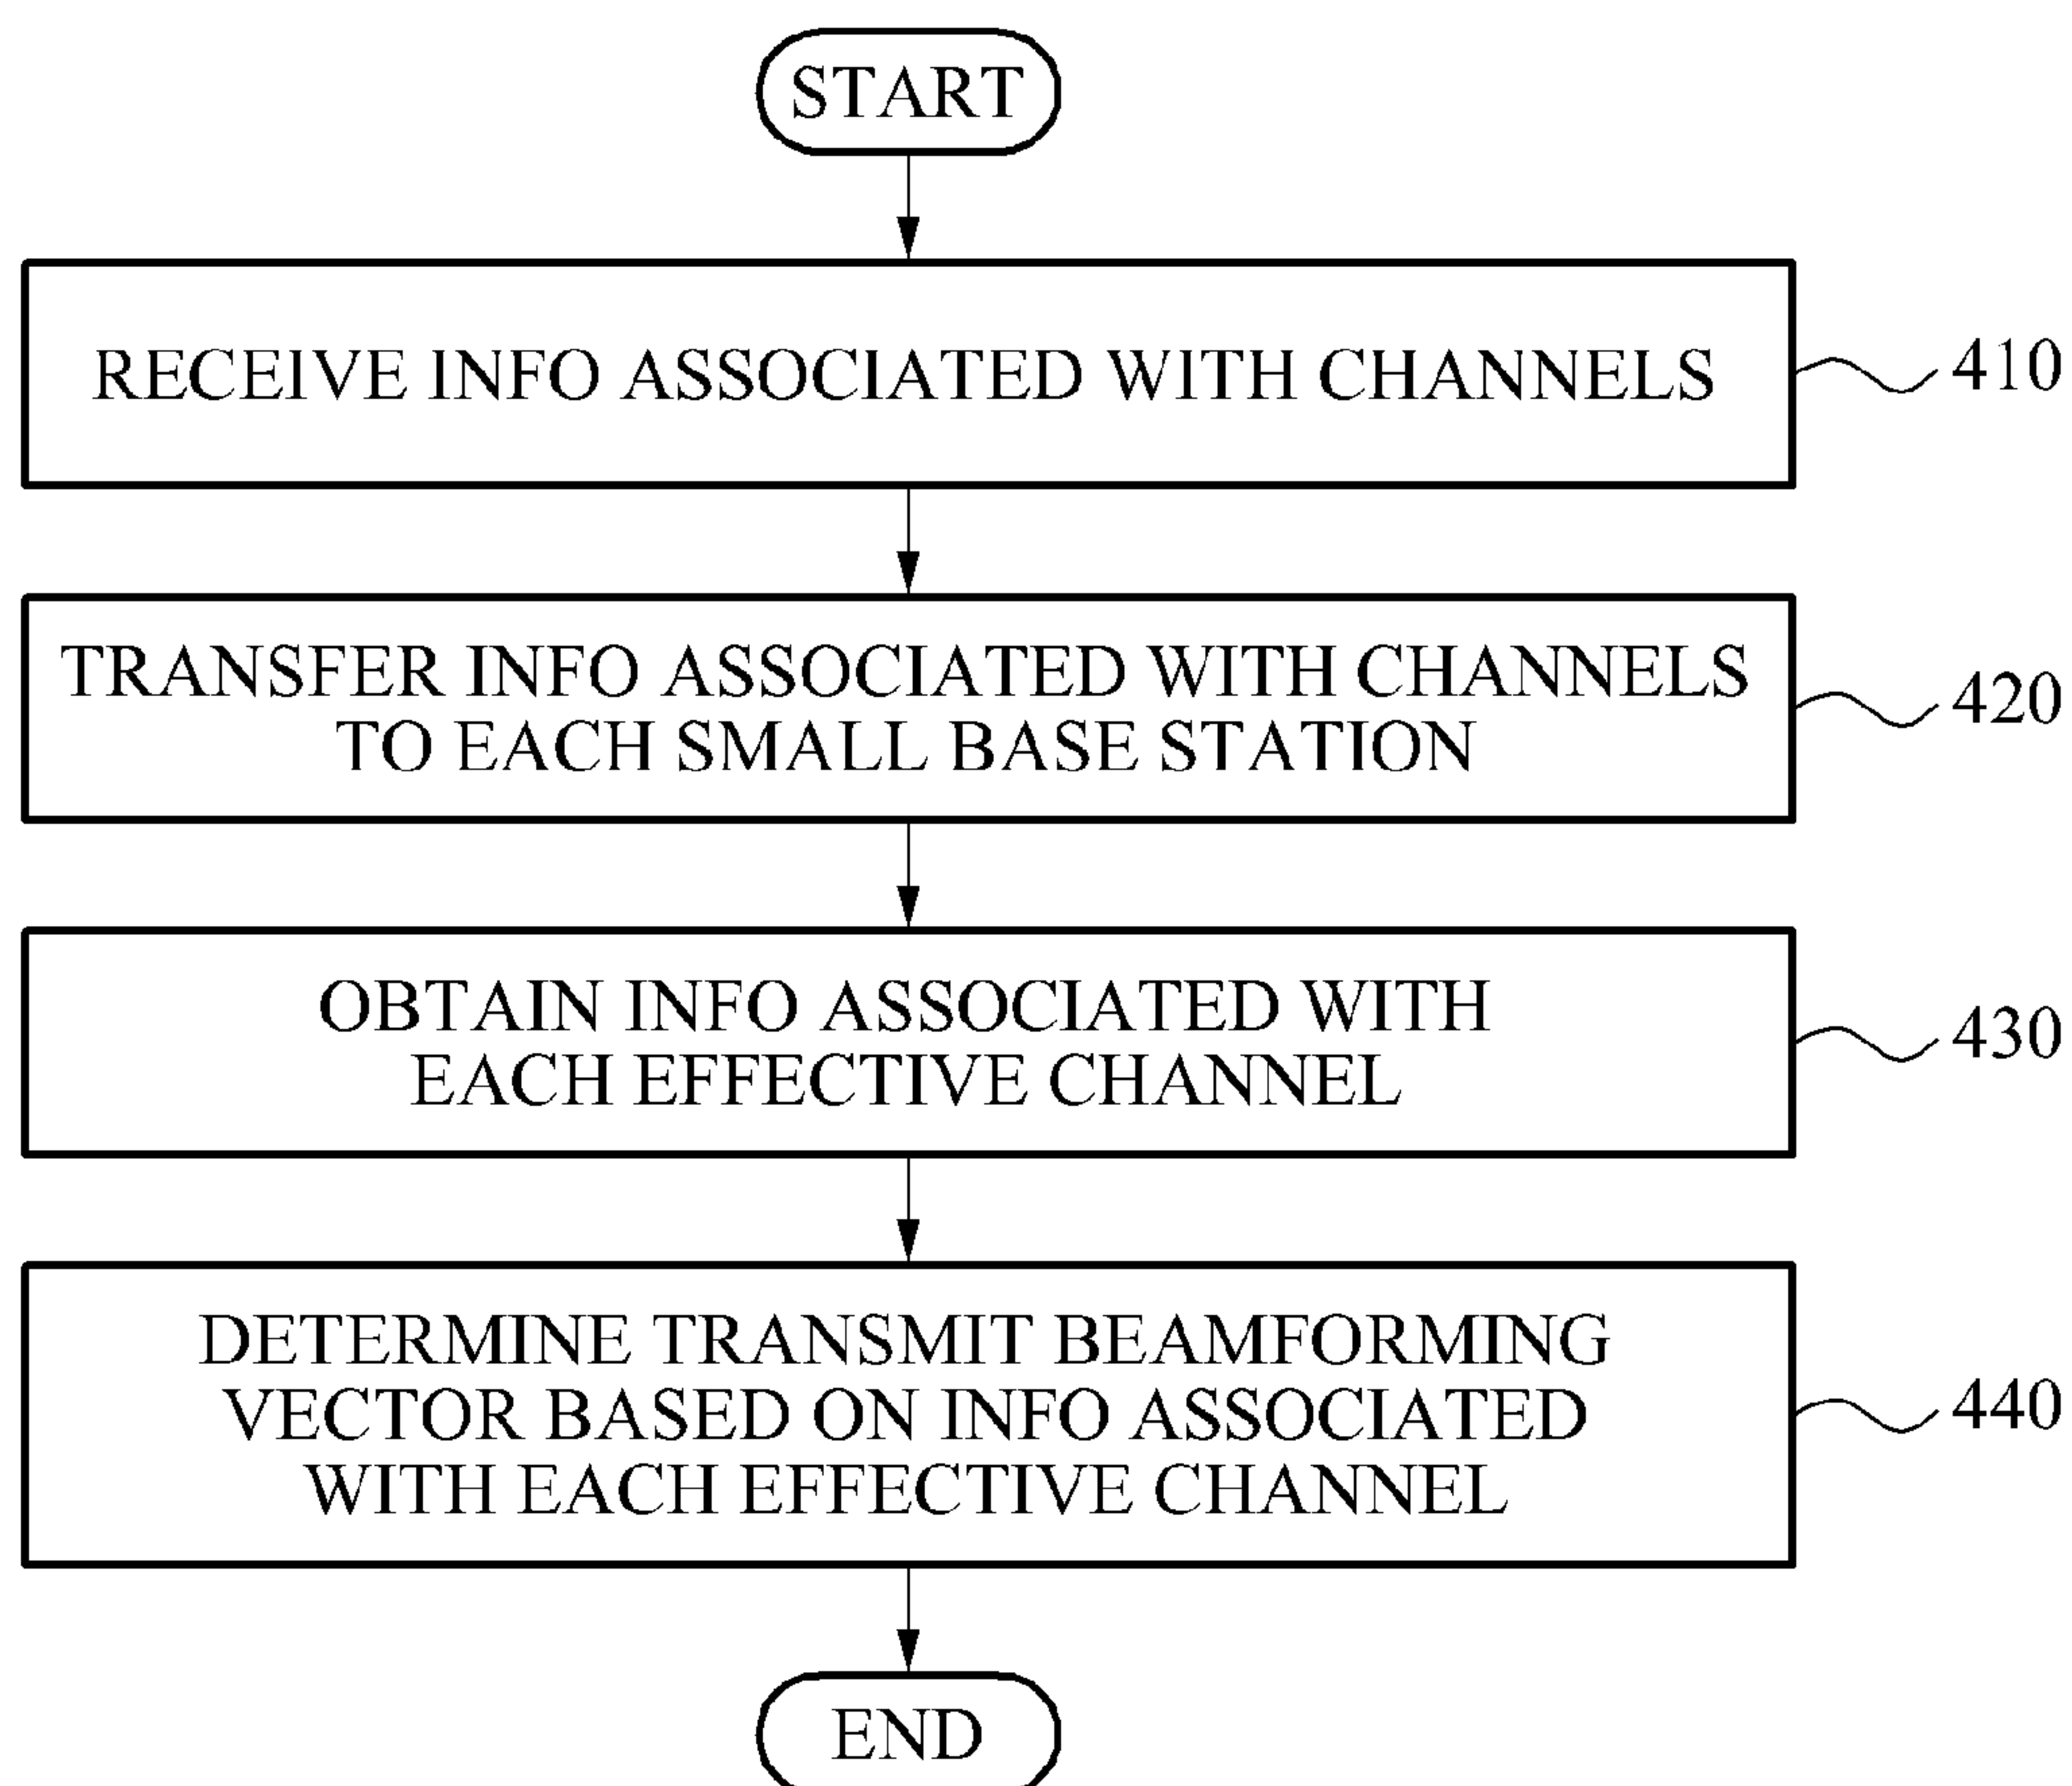 START
RECEIVE INFO ASSOCIATED WITH CHANNELS
410
TRANSFER INFO ASSOCIATED WITH CHANNELS
TO EACH SMALL BASE STATION
420
OBTAIN INFO ASSOCIATED WITH
EACH EFFECTIVE CHANNEL
430
DETERMINE TRANSMIT BEAMFORMING
VECTOR BASED ON INFO ASSOCIATED
WITH EACH EFFECTIVE CHANNEL
440
END